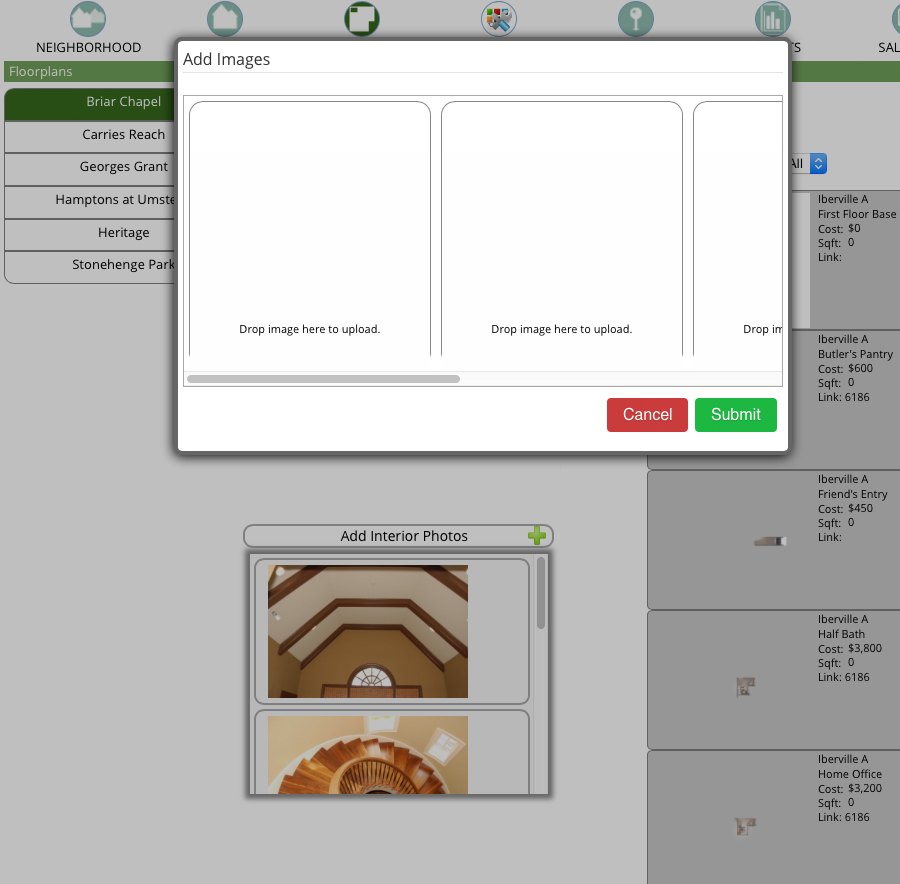 NEIGHBORHOOD
TS
SAL
Floorplans
Add Images
Briar Chapel
Carries Reach
Georges Grant
Hamptons at Umste
Heritage
Stonehenge Park
All
Drop image here to upload.
Drop image here to upload.
Drop im
Cancel
Submit
Iberville A
First Floor Base
Cost: $0
Sqft: 0
Link:
Iberville A
Butler's Pantry
Cost: $600
Sqft: 0
Link: 6186
Iberville A
Friend's Entry
Cost: $450
Sqft: 0
Link:
Add Interior Photos
Iberville A
Half Bath
Cost: $3,800
Sqft: 0
Link: 6186
Iberville A
Home Office
Cost: $3,200
Sqft: 0
Link: 6186